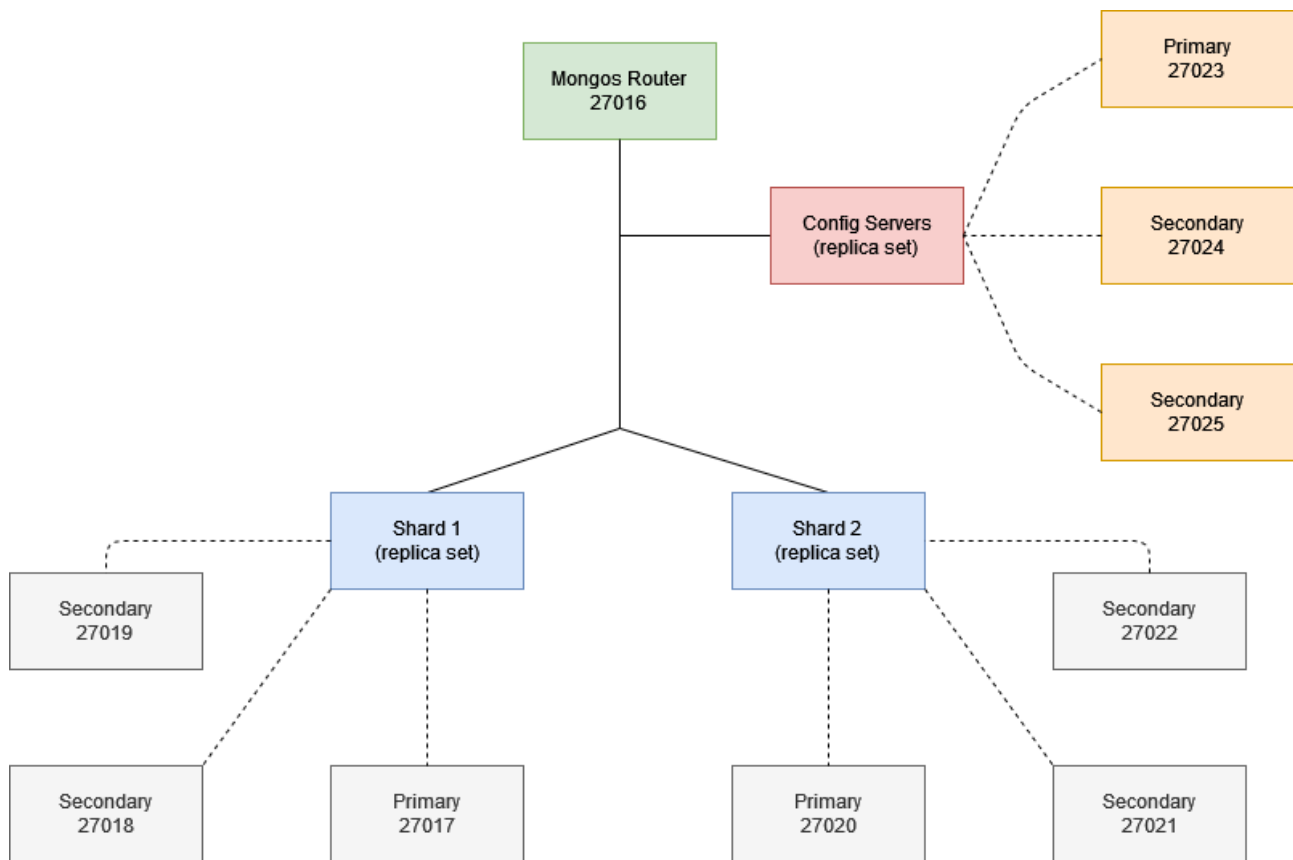 Mongos Router
27016
Primary
27023
Config Servers
(replica set)
Secondary
27024
Secondary
27025
Shard 1
(replica set)
Shard 2
(replica set)
Secondary
27019
Secondary
27022
Secondary
27018
Primary
27017
Primary
27020
Secondary
27021